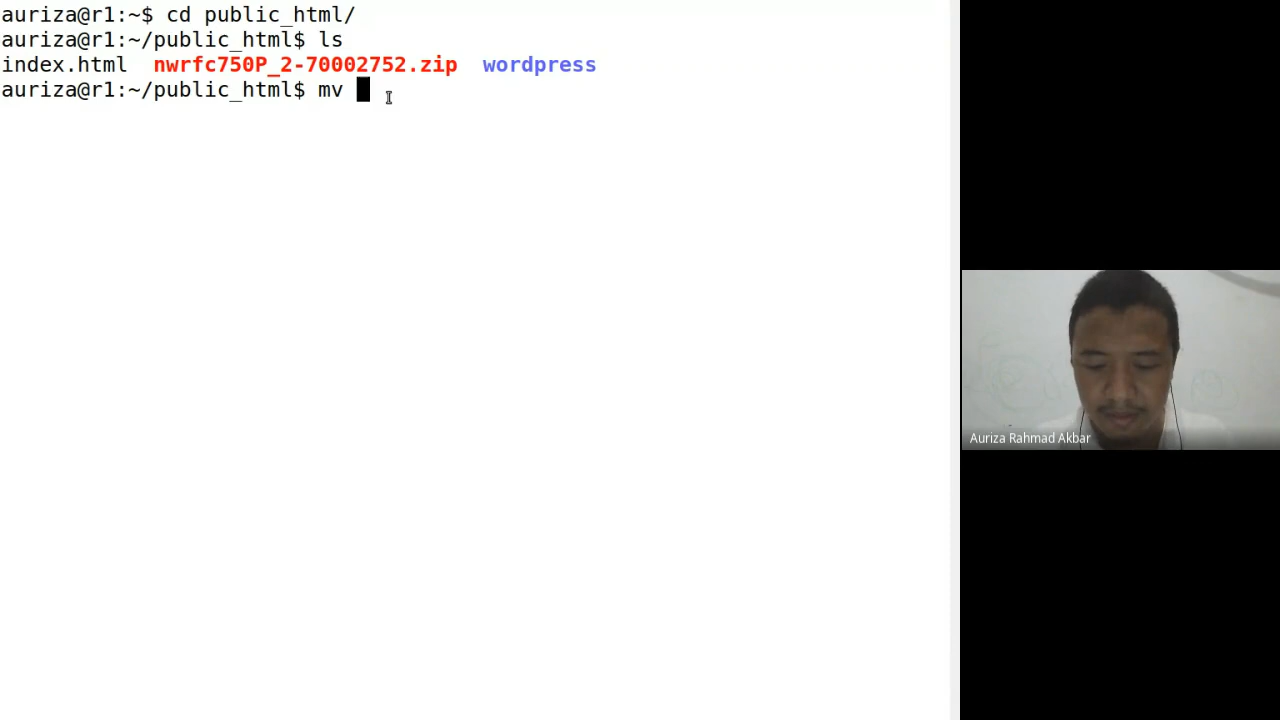 auriza@r1:~$ cd public_html/
auriza@r1:~/public_html$ ls
index.html  nwrfc750P_2-70002752.zip  wordpress
auriza@r1:~/public_html$ mv
Auriza Rahmad Akbar